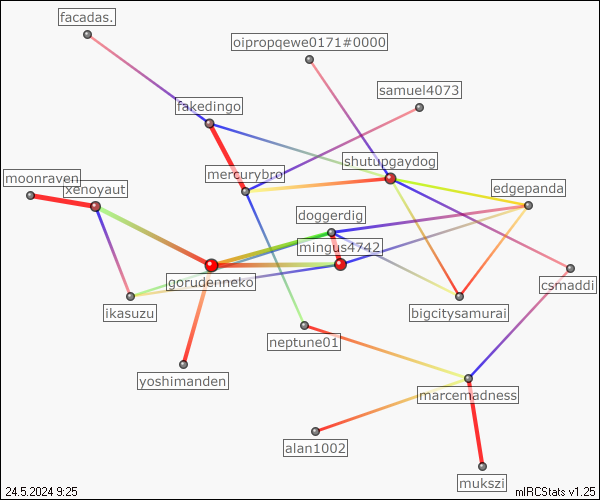 facadas.
oipropqewe0171#0000
samuel4073
fakedingo
shutupgaydog
moonraven
mercurybro
xenoyaut
edgepanda
doggerdig
mingus4742
gorudenneko
csmaddi
ikasuzu
bigcitysamurai
neptune01
yoshimanden
marcemadness
alan1002
mukszi
24.5.2024 9:25
mIRCStats v1.25